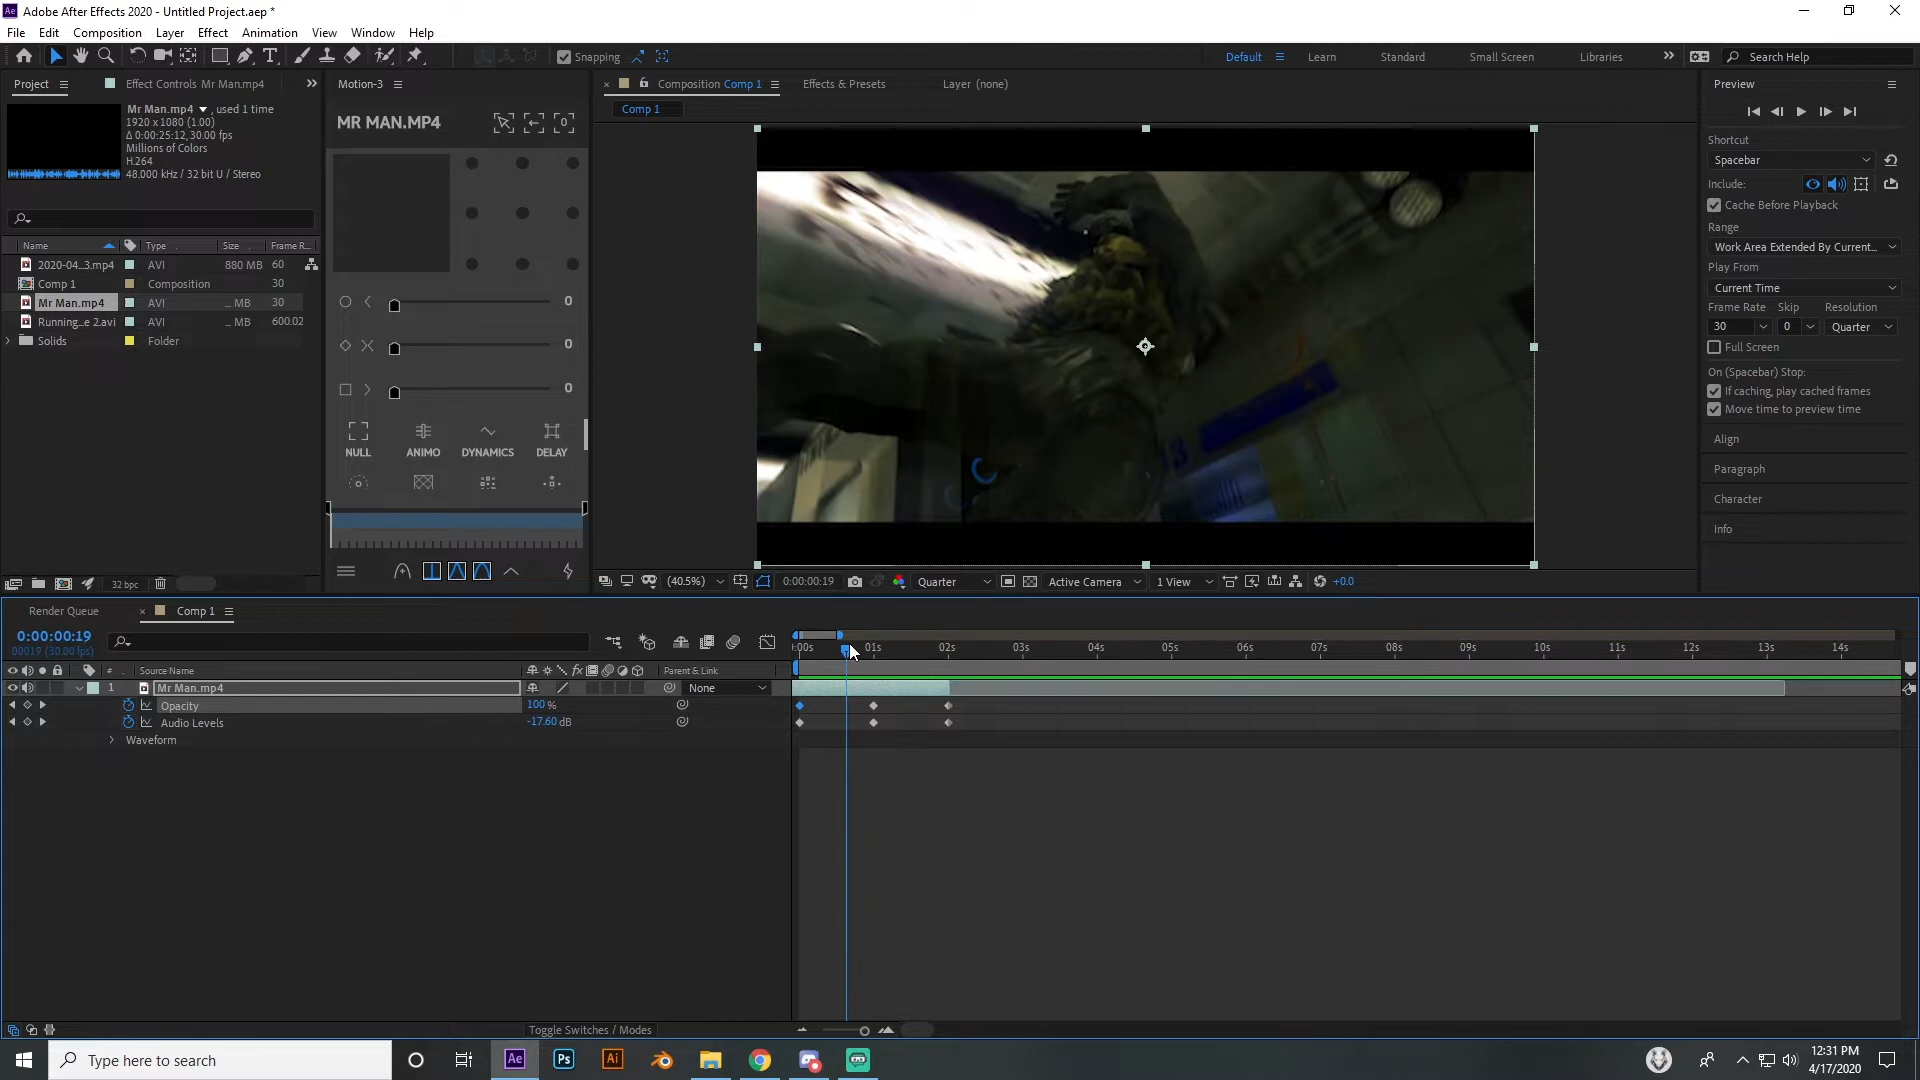 Adobe After Effects 2020 - Untitled Project.aep *
File Edit Composition Layer Effect Animation View Window Help
Snapping
Default Learn Standard Small Screen Libraries Search Help
Project Effect Controls Mr Man.mp4
Mr Man.mp4 , used 1 time
1920 x 1080 (1.00)
Δ 0:00:25:12, 30.00 fps
Millions of Colors
H.264
48.000 kHz / 32 bit U / Stereo
Name Type Size Frame R...
2020-04...3.mp4 AVI 880 MB 60
Comp 1 Composition 30
Mr Man.mp4 AVI ... MB 30
Running...e 2.avi AVI ... MB 600.02
Solids Folder
32 bpc
Motion-3
MR MAN.MP4
0
0
0
NULL ANIMO DYNAMICS DELAY
Composition Comp 1 Effects & Presets Layer (none)
Comp 1
(40.5%) 0:00:00:19 Quarter Active Camera 1 View +0.0
Preview
Shortcut
Spacebar
Include:
Cache Before Playback
Range
Work Area Extended By Current...
Play From
Current Time
Frame Rate Skip Resolution
30 0 Quarter
Full Screen
On (Spacebar) Stop:
If caching, play cached frames
Move time to preview time
Align
Paragraph
Character
Info
Render Queue Comp 1
0:00:00:19
00019 (30.00 fps)
# Source Name Parent & Link
1 Mr Man.mp4 None
Opacity 100 %
Audio Levels -17.60 dB
Waveform
:00s 01s 02s 03s 04s 05s 06s 07s 08s 09s 10s 11s 12s 13s 14s
Toggle Switches / Modes
Type here to search
Ae Ps Ai
12:31 PM
4/17/2020